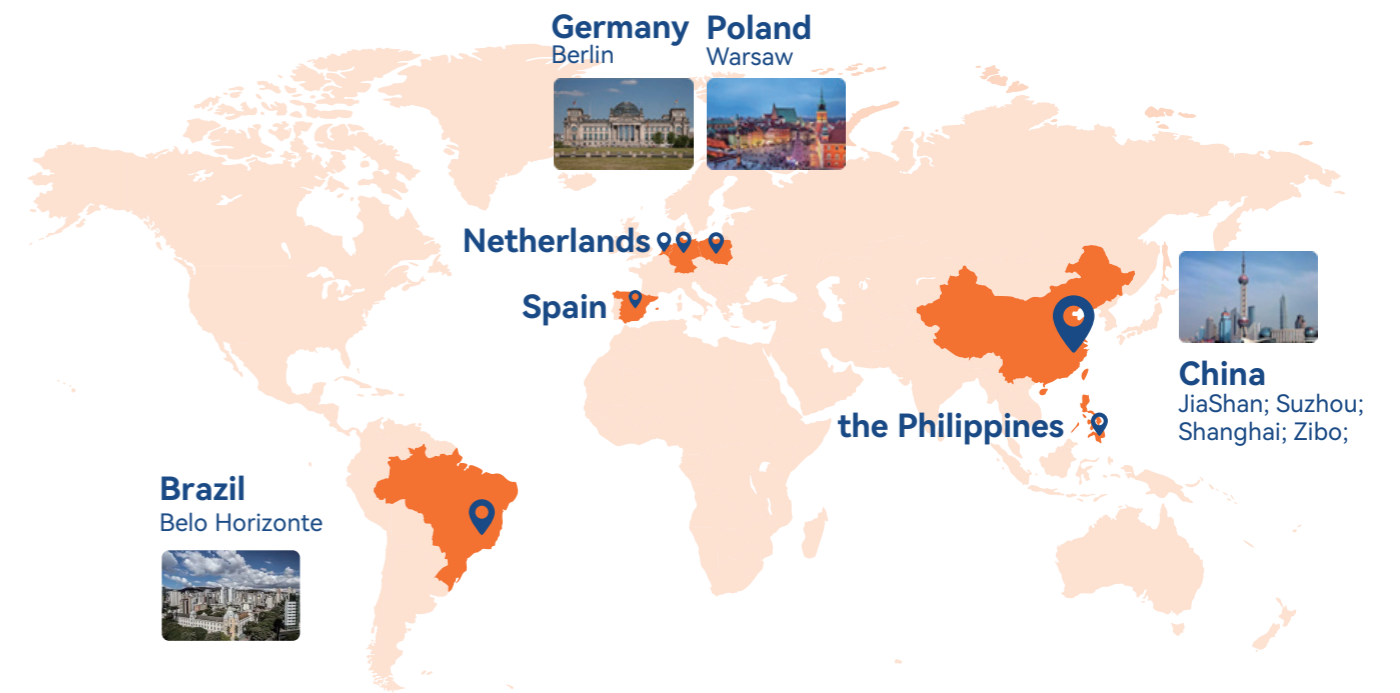 Germany
Berlin
Poland
Warsaw
Netherlands
Spain
China
JiaShan; Suzhou;
Shanghai; Zibo;
the Philippines
Brazil
Belo Horizonte